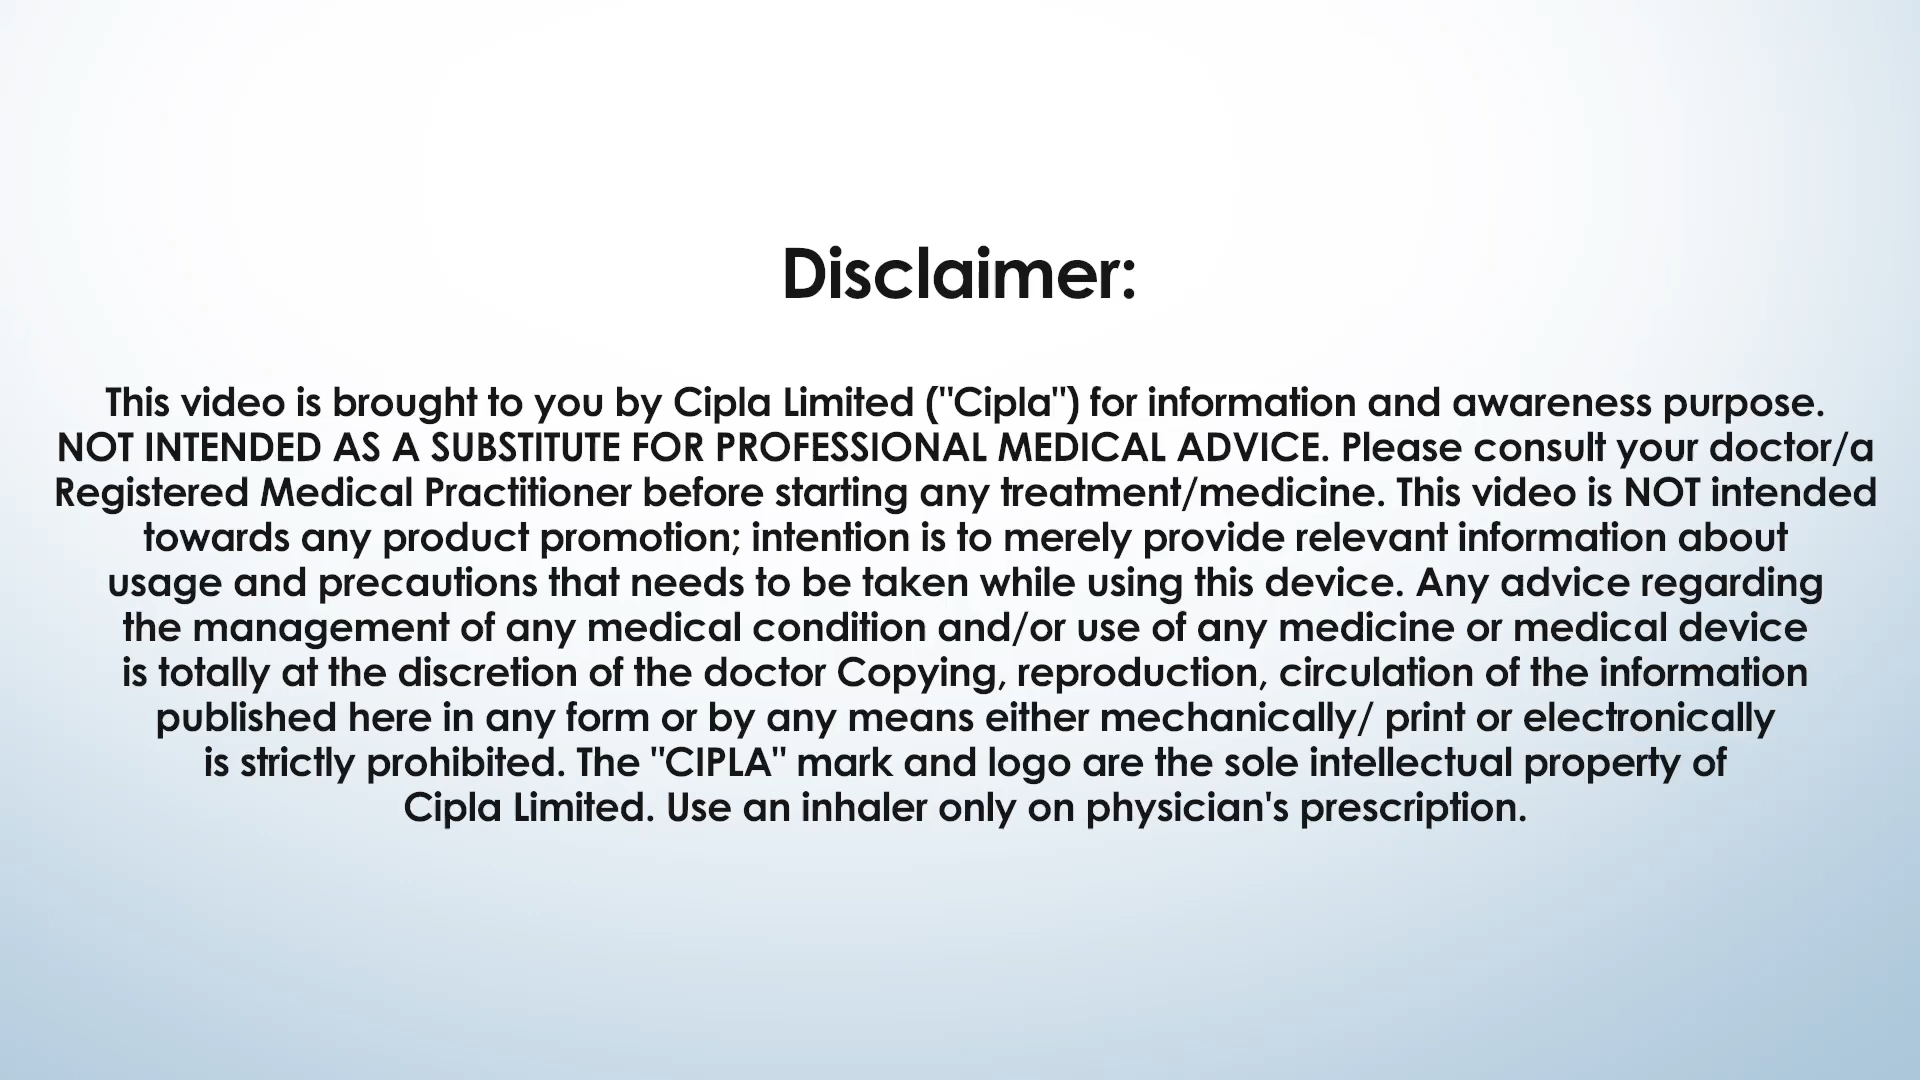 Disclaimer:
This video is brought to you by Cipla Limited ("Cipla") for information and awareness purpose.
NOT INTENDED AS A SUBSTITUTE FOR PROFESSIONAL MEDICAL ADVICE. Please consult your doctor/a
Registered Medical Practitioner before starting any treatment/medicine. This video is NOT intended
towards any product promotion; intention is to merely provide relevant information about
usage and precautions that needs to be taken while using this device. Any advice regarding
the management of any medical condition and/or use of any medicine or medical device
is totally at the discretion of the doctor Copying, reproduction, circulation of the information
published here in any form or by any means either mechanically/ print or electronically
is strictly prohibited. The "CIPLA" mark and logo are the sole intellectual property of
Cipla Limited. Use an inhaler only on physician's prescription.